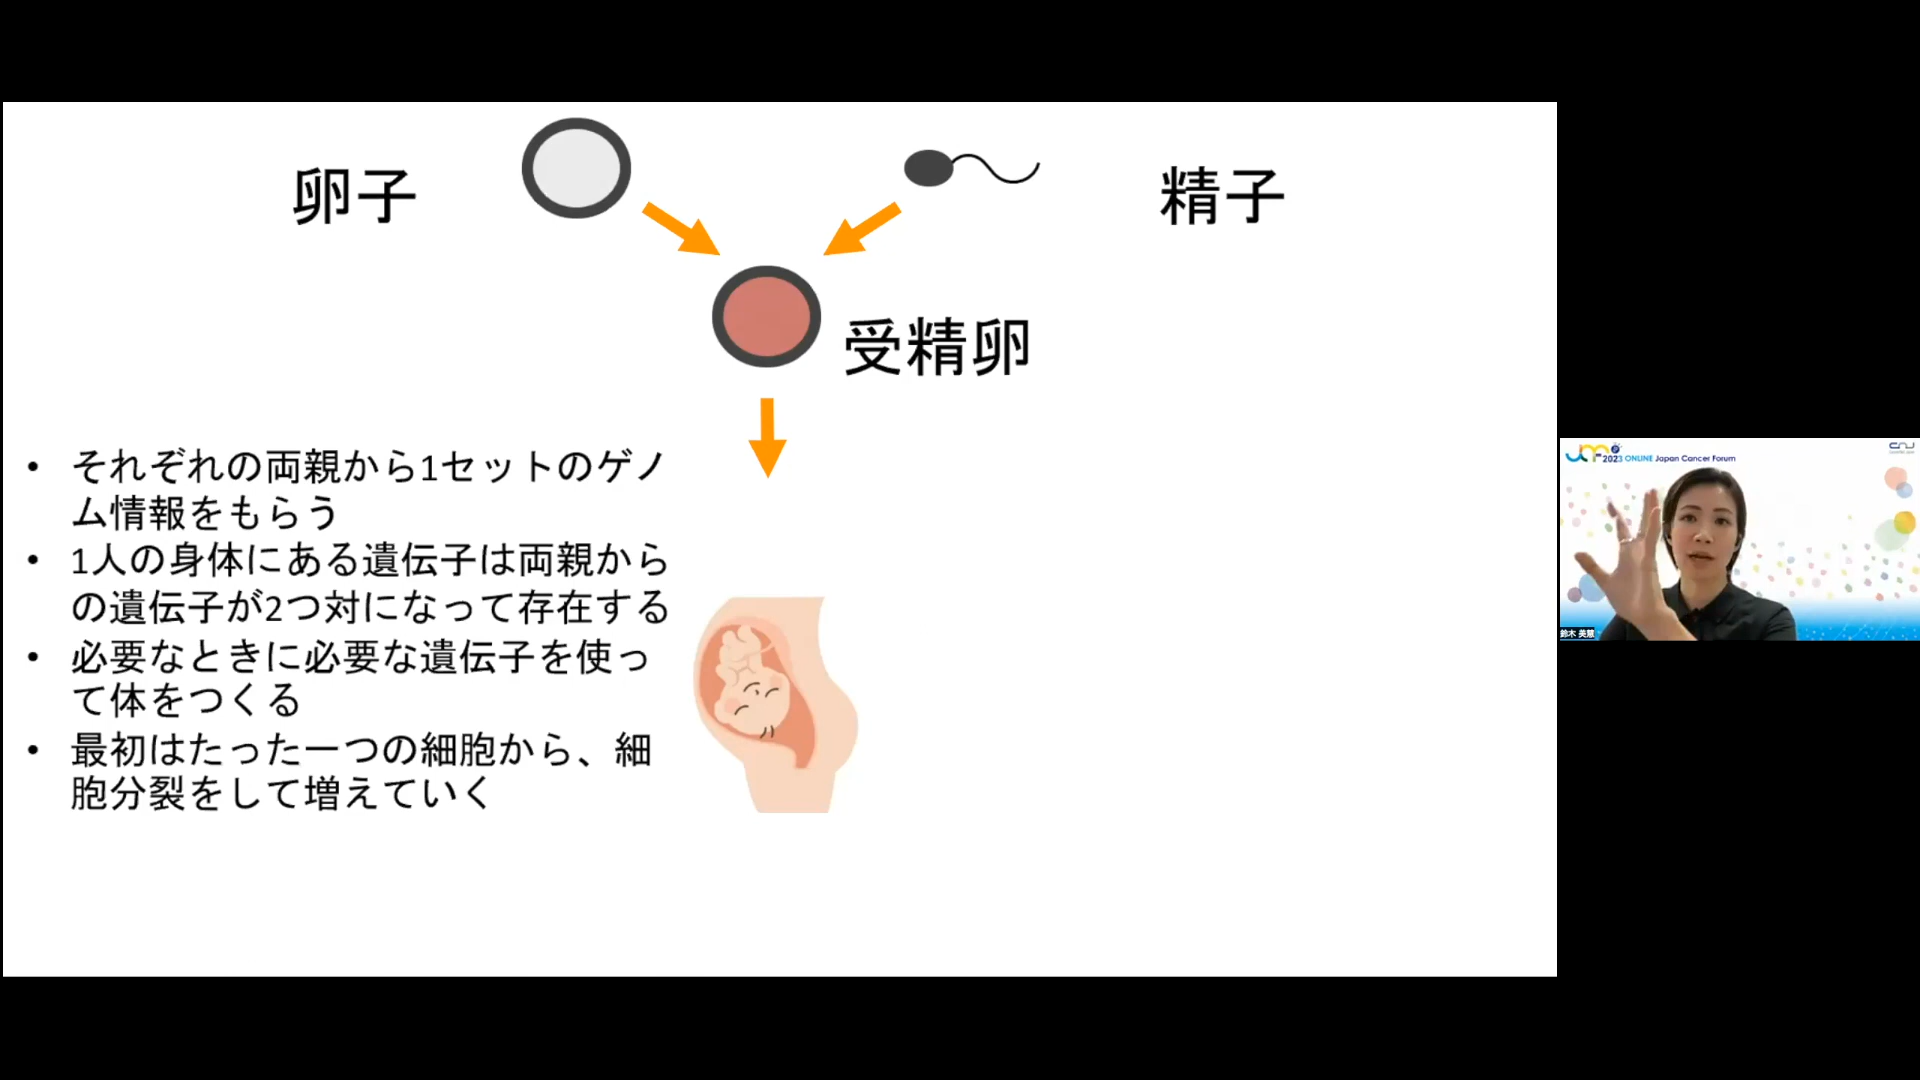 卵子
精子
受精卵
• それぞれの両親から1セットのゲノ
ム情報をもらう
• 1人の身体にある遺伝子は両親から
の遺伝子が2つ対になって存在する
• 必要なときに必要な遺伝子を使っ
て体をつくる
• 最初はたった一つの細胞から、細
胞分裂をして増えていく
2023 ONLINE Japan Cancer Forum
鈴木 美慧